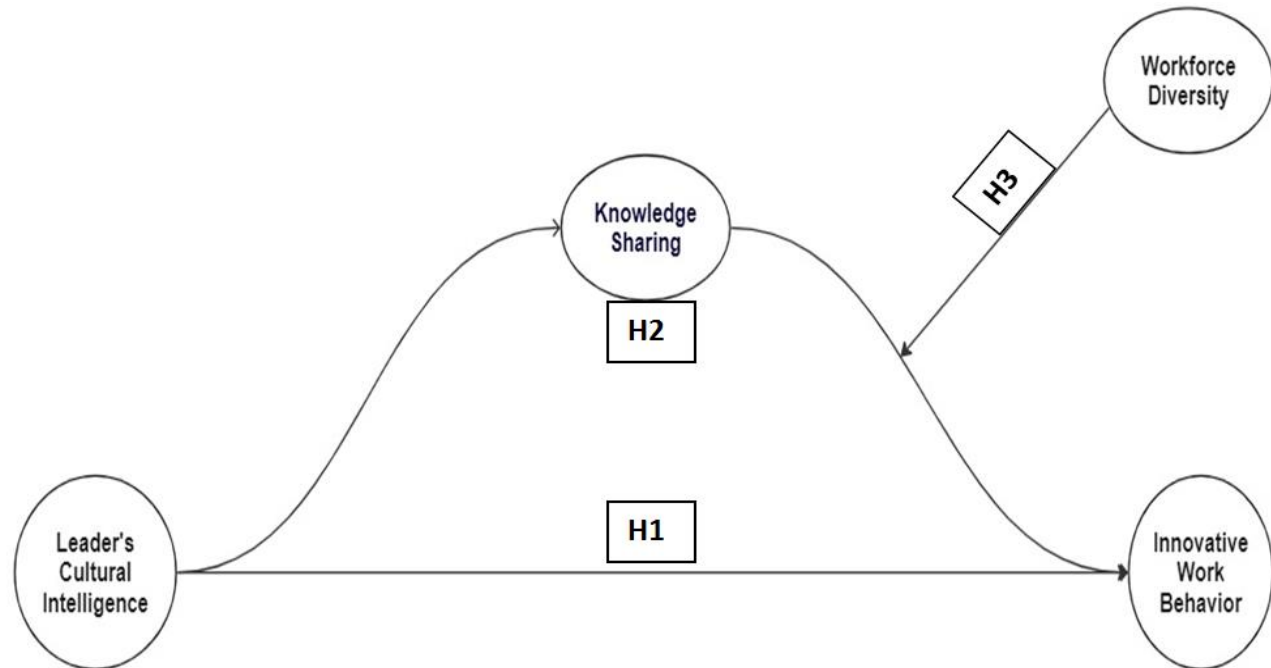 Workforce
Diversity
H3
Knowledge
Sharing
H2
H1
Leader's
Cultural
Intelligence
Innovative
Work
Behavior